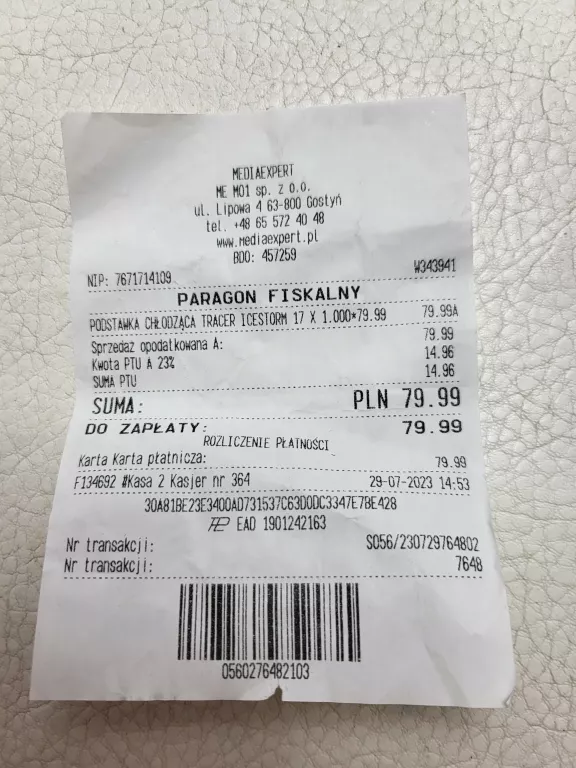 MEDIAEXPERT
ME M01 sp. z o.o.
ul. Lipowa 4 63-800 Gostyń
tel. +48 65 572 40 48
www.mediaexpert.pl
BDO: 457259
NIP: 7671714109 W343941
PARAGON FISKALNY
PODSTAWKA CHŁODZĄCA TRACER ICESTORM 17 X 1.000*79.99 79.99A
Sprzedaż opodatkowana A: 79.99
Kwota PTU A 23% 14.96
SUMA PTU 14.96
SUMA: PLN 79.99
DO ZAPŁATY: 79.99
ROZLICZENIE PŁATNOŚCI
Karta Karta płatnicza: 79.99
F134692 #Kasa 2 Kasjer nr 364 29-07-2023 14:53
30A81BE23E3400AD731537C63D0DC3347E7BE428
EAO 1901242163
Nr transakcji: S056/230729764802
Nr transakcji: 7648
0560276482103